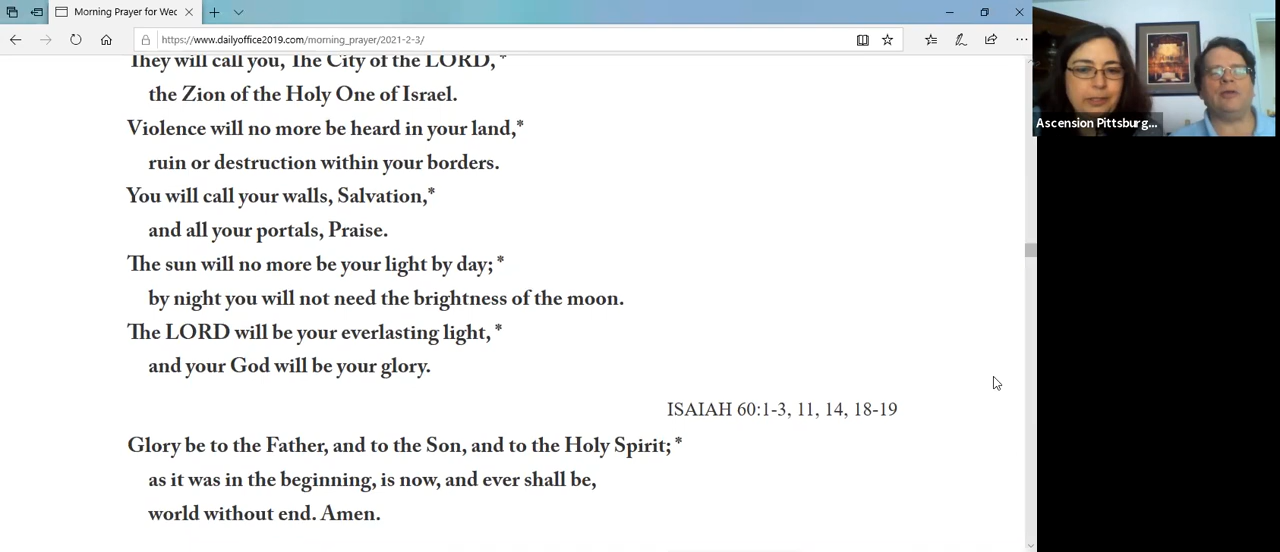 Morning Prayer for Wed
https://www.dailyoffice2019.com/morning_prayer/2021-2-3/
They will call you, The City of the LORD, *
the Zion of the Holy One of Israel.
Violence will no more be heard in your land,*
ruin or destruction within your borders.
You will call your walls, Salvation,*
and all your portals, Praise.
The sun will no more be your light by day; *
by night you will not need the brightness of the moon.
The LORD will be your everlasting light, *
and your God will be your glory.
ISAIAH 60:1-3, 11, 14, 18-19
Glory be to the Father, and to the Son, and to the Holy Spirit; *
as it was in the beginning, is now, and ever shall be,
world without end. Amen.
Ascension Pittsburg...